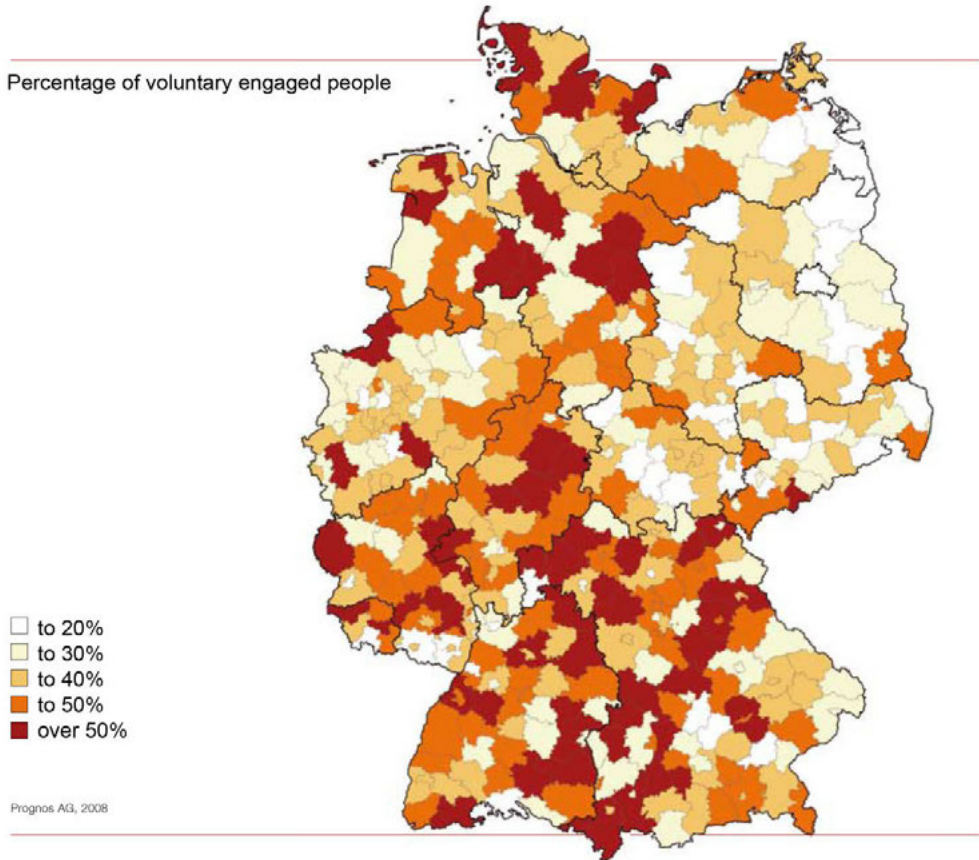 Percentage of voluntary engaged people
to 20%
to 30%
to 40%
to 50%
over 50%
Prognos AG, 2008